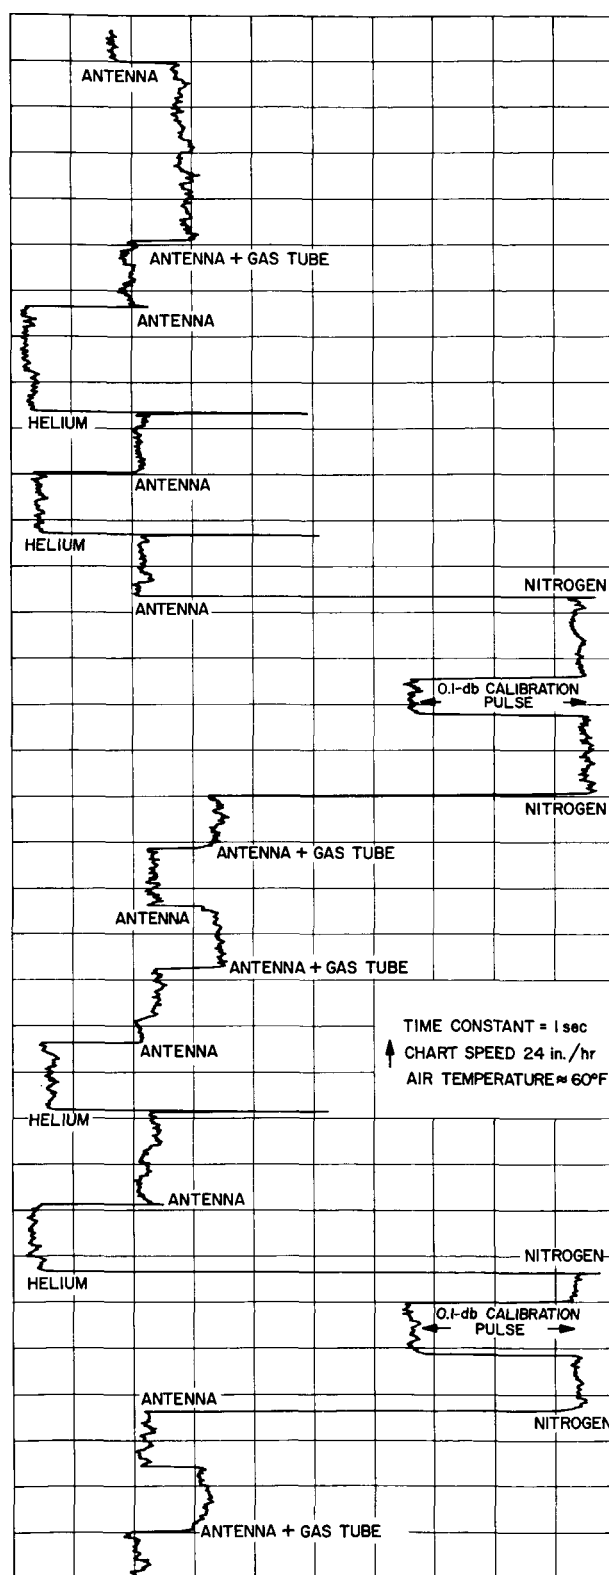 ANTENNA
ANTENNA + GAS TUBE
ANTENNA
HELIUM
ANTENNA
HELIUM
NITROGEN
ANTENNA
0.1-db CALIBRATION
PULSE
NITROGEN
ANTENNA + GAS TUBE
ANTENNA
ANTENNA + GAS TUBE
TIME CONSTANT = 1 sec
ANTENNA
CHART SPEED 24 in./hr
AIR TEMPERATURE ≈ 60°F
HELIUM
ANTENNA
NITROGEN
HELIUM
0.1-db CALIBRATION
PULSE
ANTENNA
NITROGEN
ANTENNA + GAS TUBE